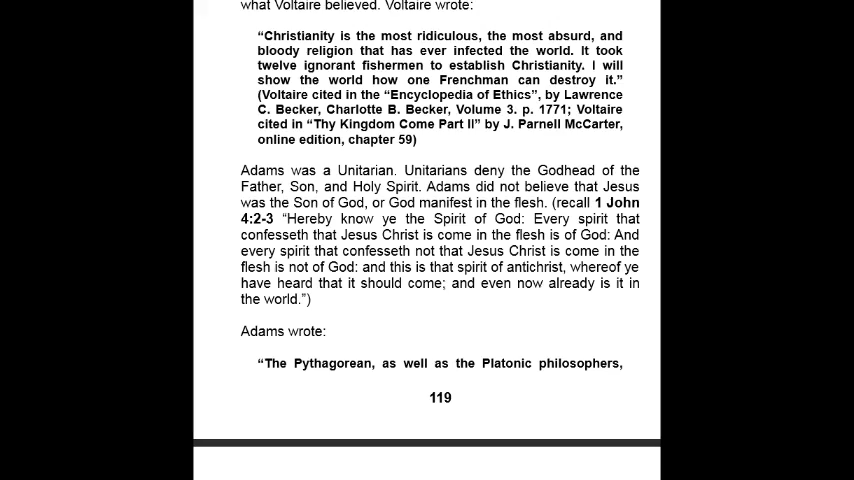 what Voltaire believed. Voltaire wrote:
“Christianity is the most ridiculous, the most absurd, and
bloody religion that has ever infected the world. It took
twelve ignorant fishermen to establish Christianity. I will
show the world how one Frenchman can destroy it.”
(Voltaire cited in the “Encyclopedia of Ethics”, by Lawrence
C. Becker, Charlotte B. Becker, Volume 3. p. 1771; Voltaire
cited in “Thy Kingdom Come Part II” by J. Parnell McCarter,
online edition, chapter 59)
Adams was a Unitarian. Unitarians deny the Godhead of the
Father, Son, and Holy Spirit. Adams did not believe that Jesus
was the Son of God, or God manifest in the flesh. (recall 1 John
4:2-3 “Hereby know ye the Spirit of God: Every spirit that
confesseth that Jesus Christ is come in the flesh is of God: And
every spirit that confesseth not that Jesus Christ is come in the
flesh is not of God: and this is that spirit of antichrist, whereof ye
have heard that it should come; and even now already is it in
the world.”)
Adams wrote:
“The Pythagorean, as well as the Platonic philosophers,
119